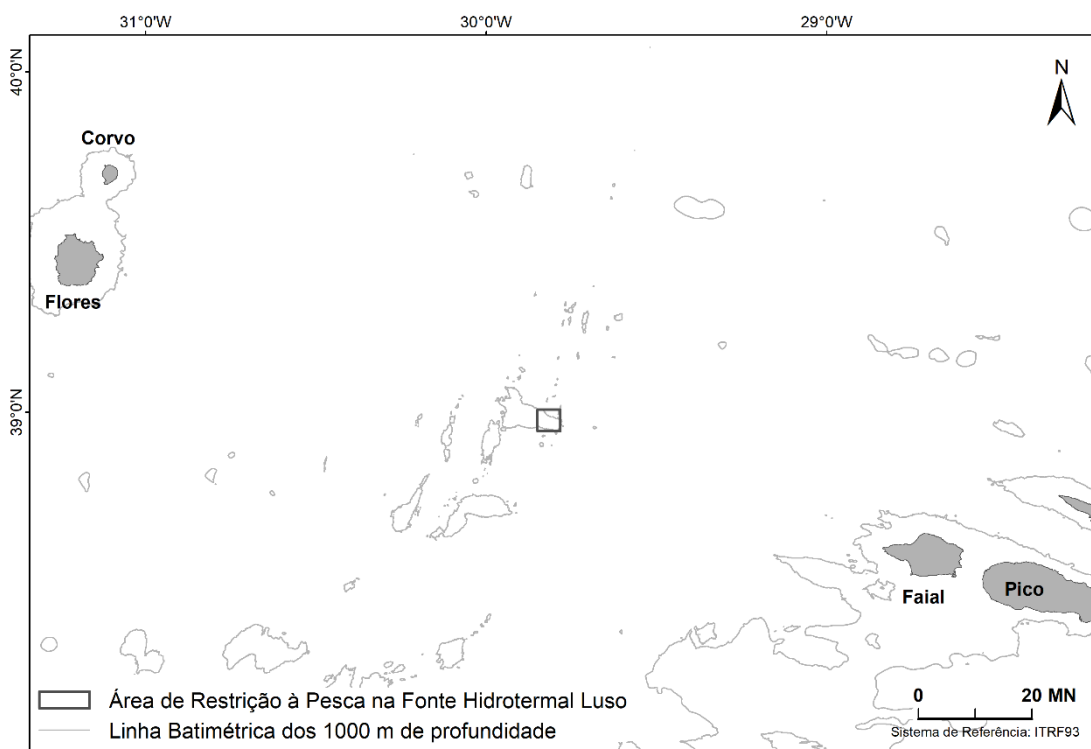 31°0'W 30°0'W 29°0'W
40°0'N
N
Corvo
Flores
39°0'N
Faial
Pico
Área de Restrição à Pesca na Fonte Hidrotermal Luso
Linha Batimétrica dos 1000 m de profundidade
0 20 MN
Sistema de Referência: ITRF93